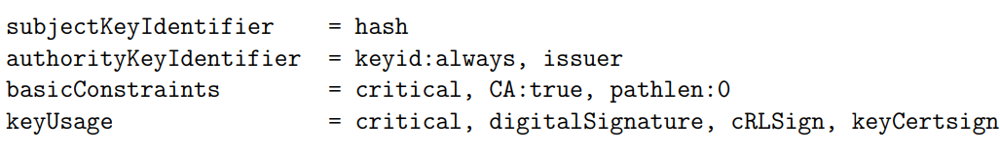 subjectKeyIdentifier = hash
authorityKeyIdentifier = keyid:always, issuer
basicConstraints = critical, CA:true, pathlen:0
keyUsage = critical, digitalSignature, cRLSign, keyCertsign